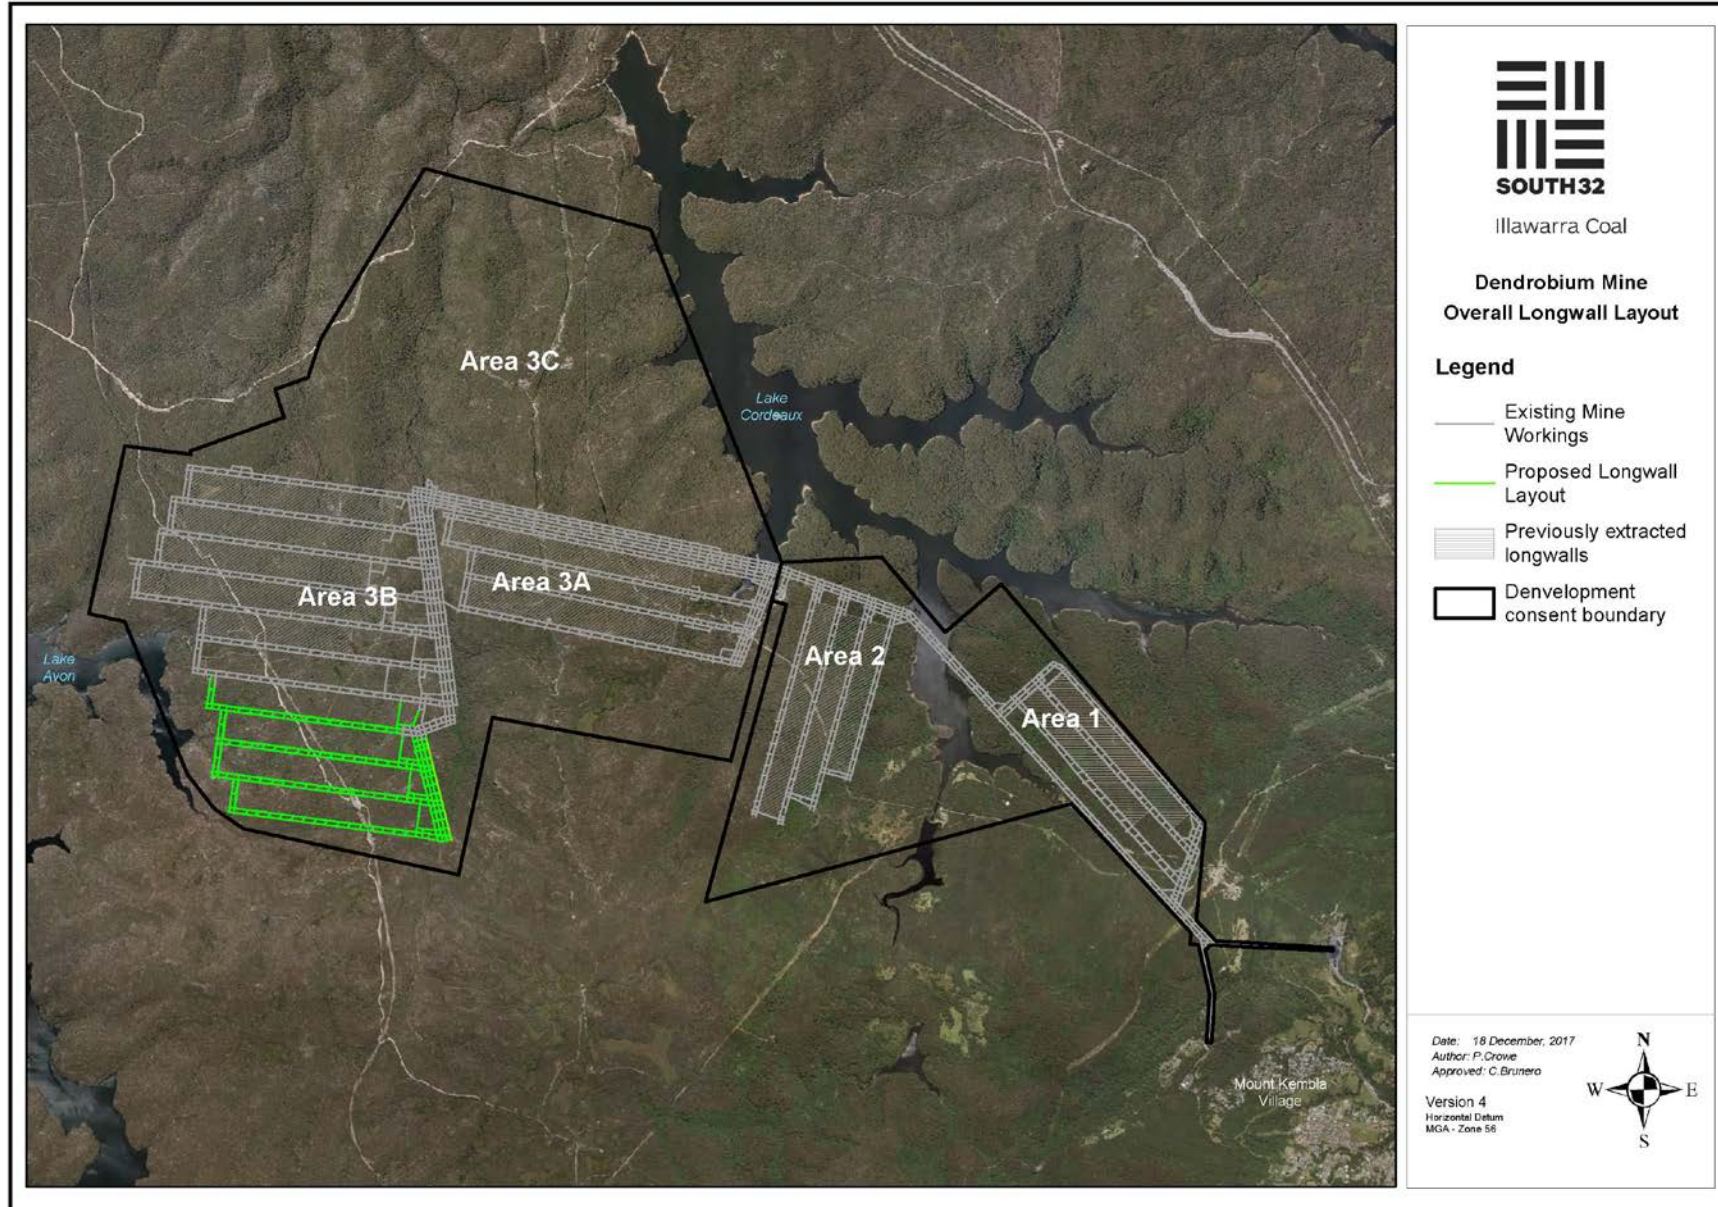 Area 3C
Lake
Cordeaux
Area 3B
Area 3A
Area 2
Area 1
Lake
Avon
Mount Kembla
Village
SOUTH32
Illawarra Coal
Dendrobium Mine
Overall Longwall Layout
Legend
Existing Mine
Workings
Proposed Longwall
Layout
Previously extracted
longwalls
Denvelopment
consent boundary
Date: 18 December, 2017
Author: P.Crowe
Approved: C.Brunero
Version 4
Horizontal Datum
MGA - Zone 56
N
W
E
S